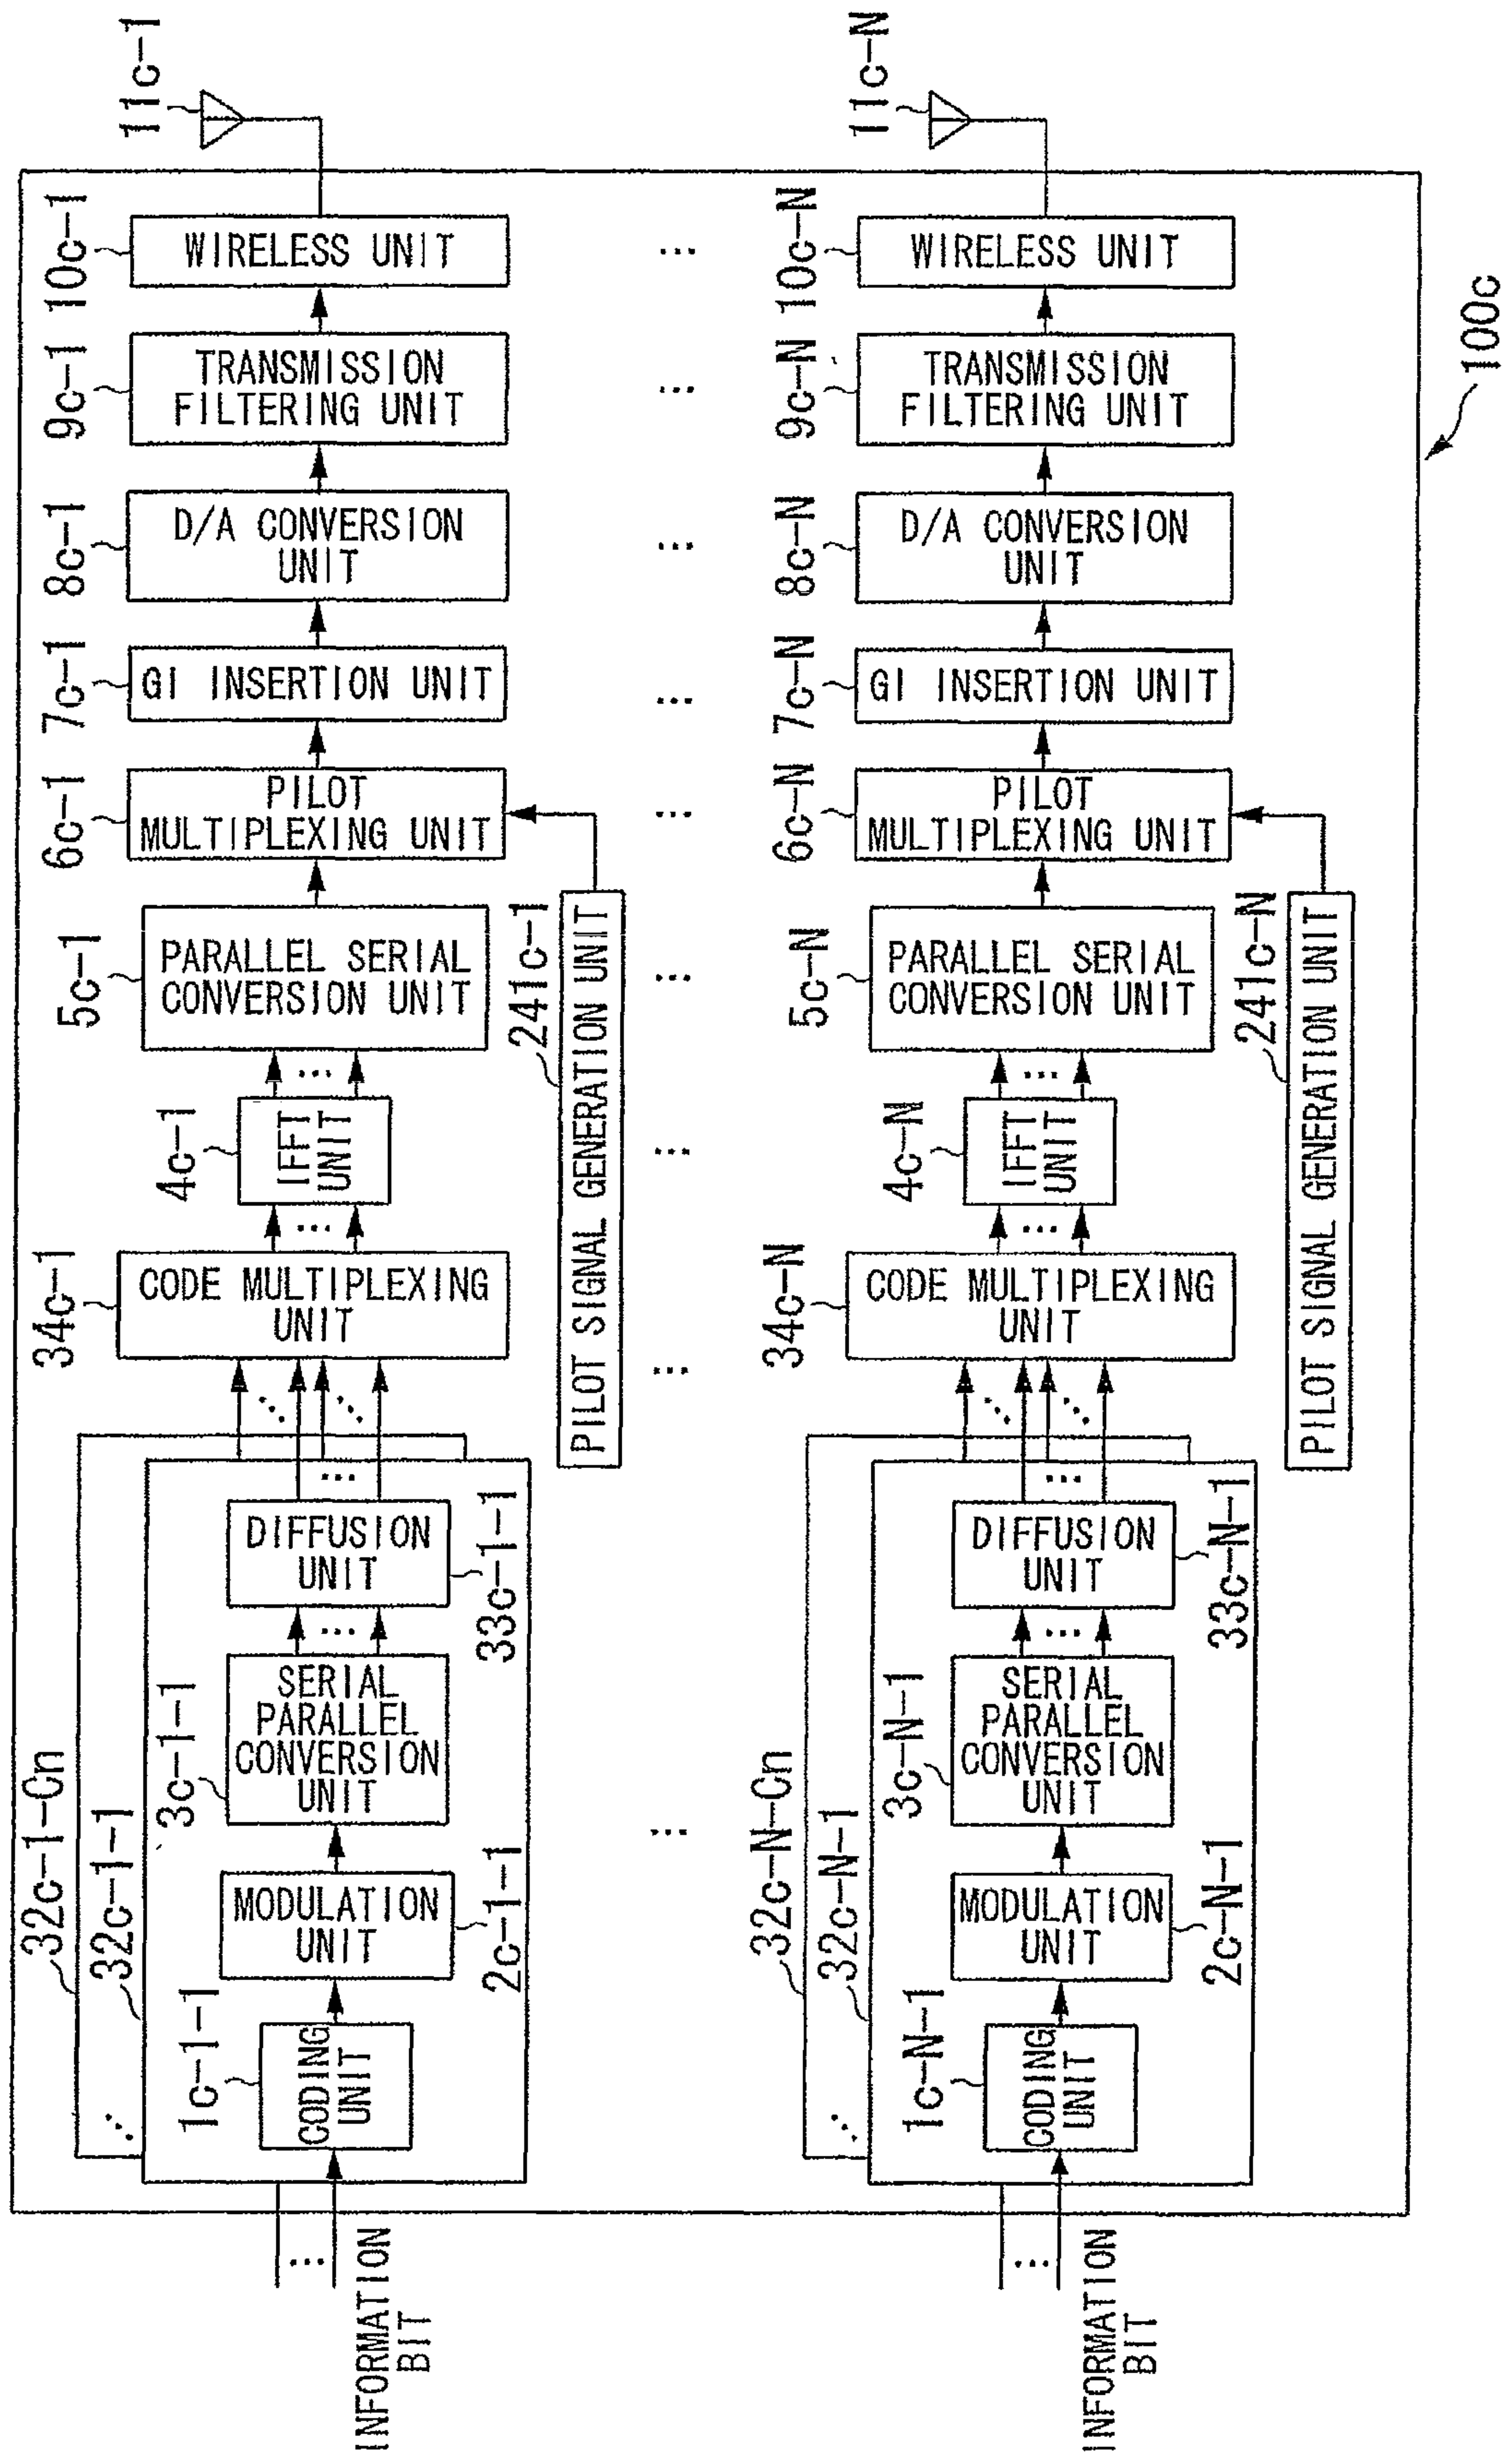 11c-1
10c-1
WIRELESS UNIT
9c-1
TRANSMISSION
FILTERING UNIT
8c-1
D/A CONVERSION
UNIT
7c-1
GI INSERTION UNIT
6c-1
PILOT
MULTIPLEXING UNIT
5c-1
PARALLEL SERIAL
CONVERSION UNIT
241c-1
PILOT SIGNAL GENERATION UNIT
4c-1
IFFT
UNIT
34c-1
CODE MULTIPLEXING
UNIT
32c-1-Cn
32c-1-1
DIFFUSION
UNIT
33c-1-1
3c-1-1
SERIAL
PARALLEL
CONVERSION
UNIT
MODULATION
UNIT
2c-1-1
1c-1-1
CODING
UNIT
INFORMATION
BIT
11c-N
10c-N
WIRELESS UNIT
9c-N
TRANSMISSION
FILTERING UNIT
8c-N
D/A CONVERSION
UNIT
7c-N
GI INSERTION UNIT
6c-N
PILOT
MULTIPLEXING UNIT
5c-N
PARALLEL SERIAL
CONVERSION UNIT
241c-N
PILOT SIGNAL GENERATION UNIT
4c-N
IFFT
UNIT
34c-N
CODE MULTIPLEXING
UNIT
32c-N-Cn
32c-N-1
DIFFUSION
UNIT
33c-N-1
3c-N-1
SERIAL
PARALLEL
CONVERSION
UNIT
MODULATION
UNIT
2c-N-1
1c-N-1
CODING
UNIT
INFORMATION
BIT
100c